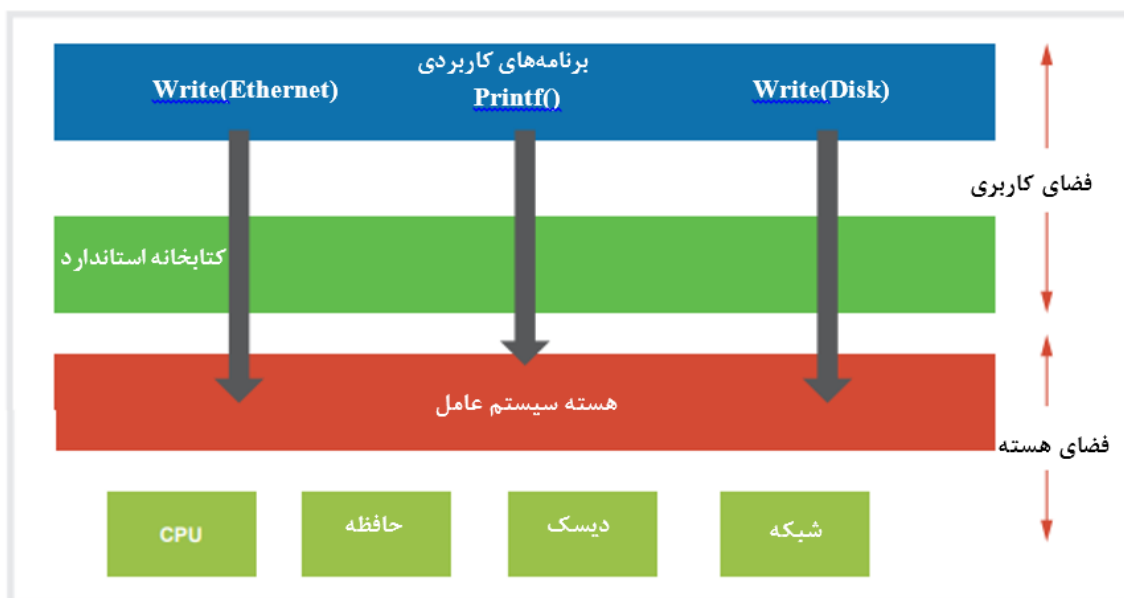 برنامه‌های کاربردی
Write(Ethernet)
Printf()
Write(Disk)
فضای کاربری
کتابخانه استاندارد
هسته سیستم عامل
فضای هسته
CPU
حافظه
دیسک
شبکه